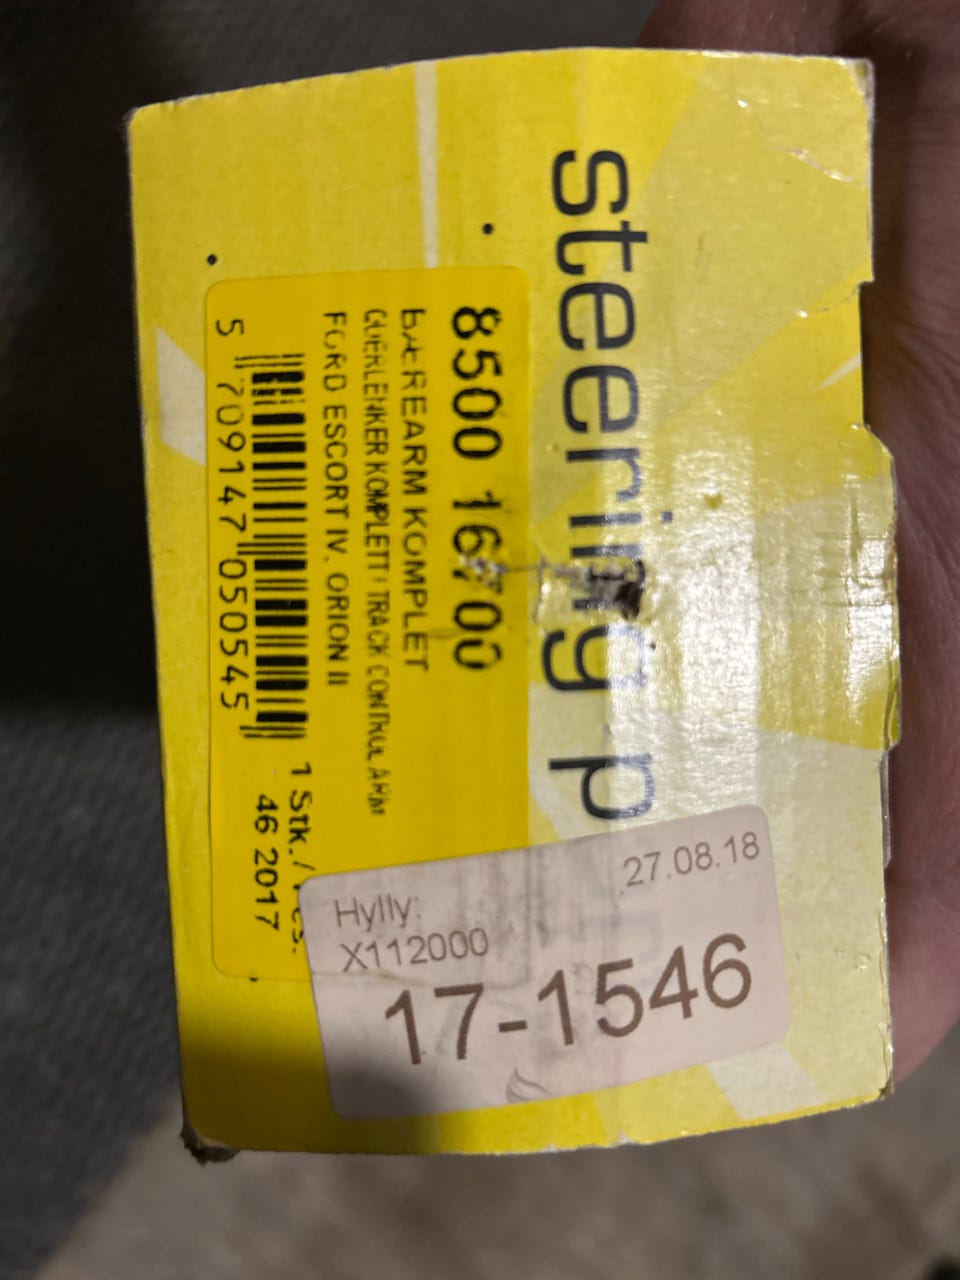 steering p
8500 16700
BÆREARM KOMPLET
QUERLENKER KOMPLETT / TRACK CONTROL ARM
FORD ESCORT IV, ORION II
5 709147 050545
1 Stk./
46 2017
27.08.18
Hylly:
X112000
17-1546